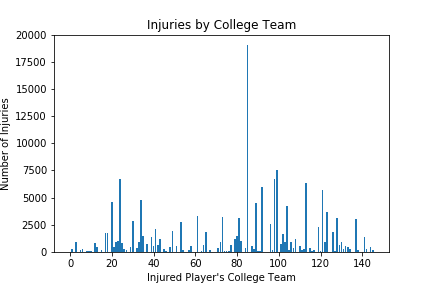 Injuries by College Team
20000
17500
15000
12500
10000
7500
5000
2500
0
Number of Injuries
0 20 40 60 80 100 120 140
Injured Player's College Team